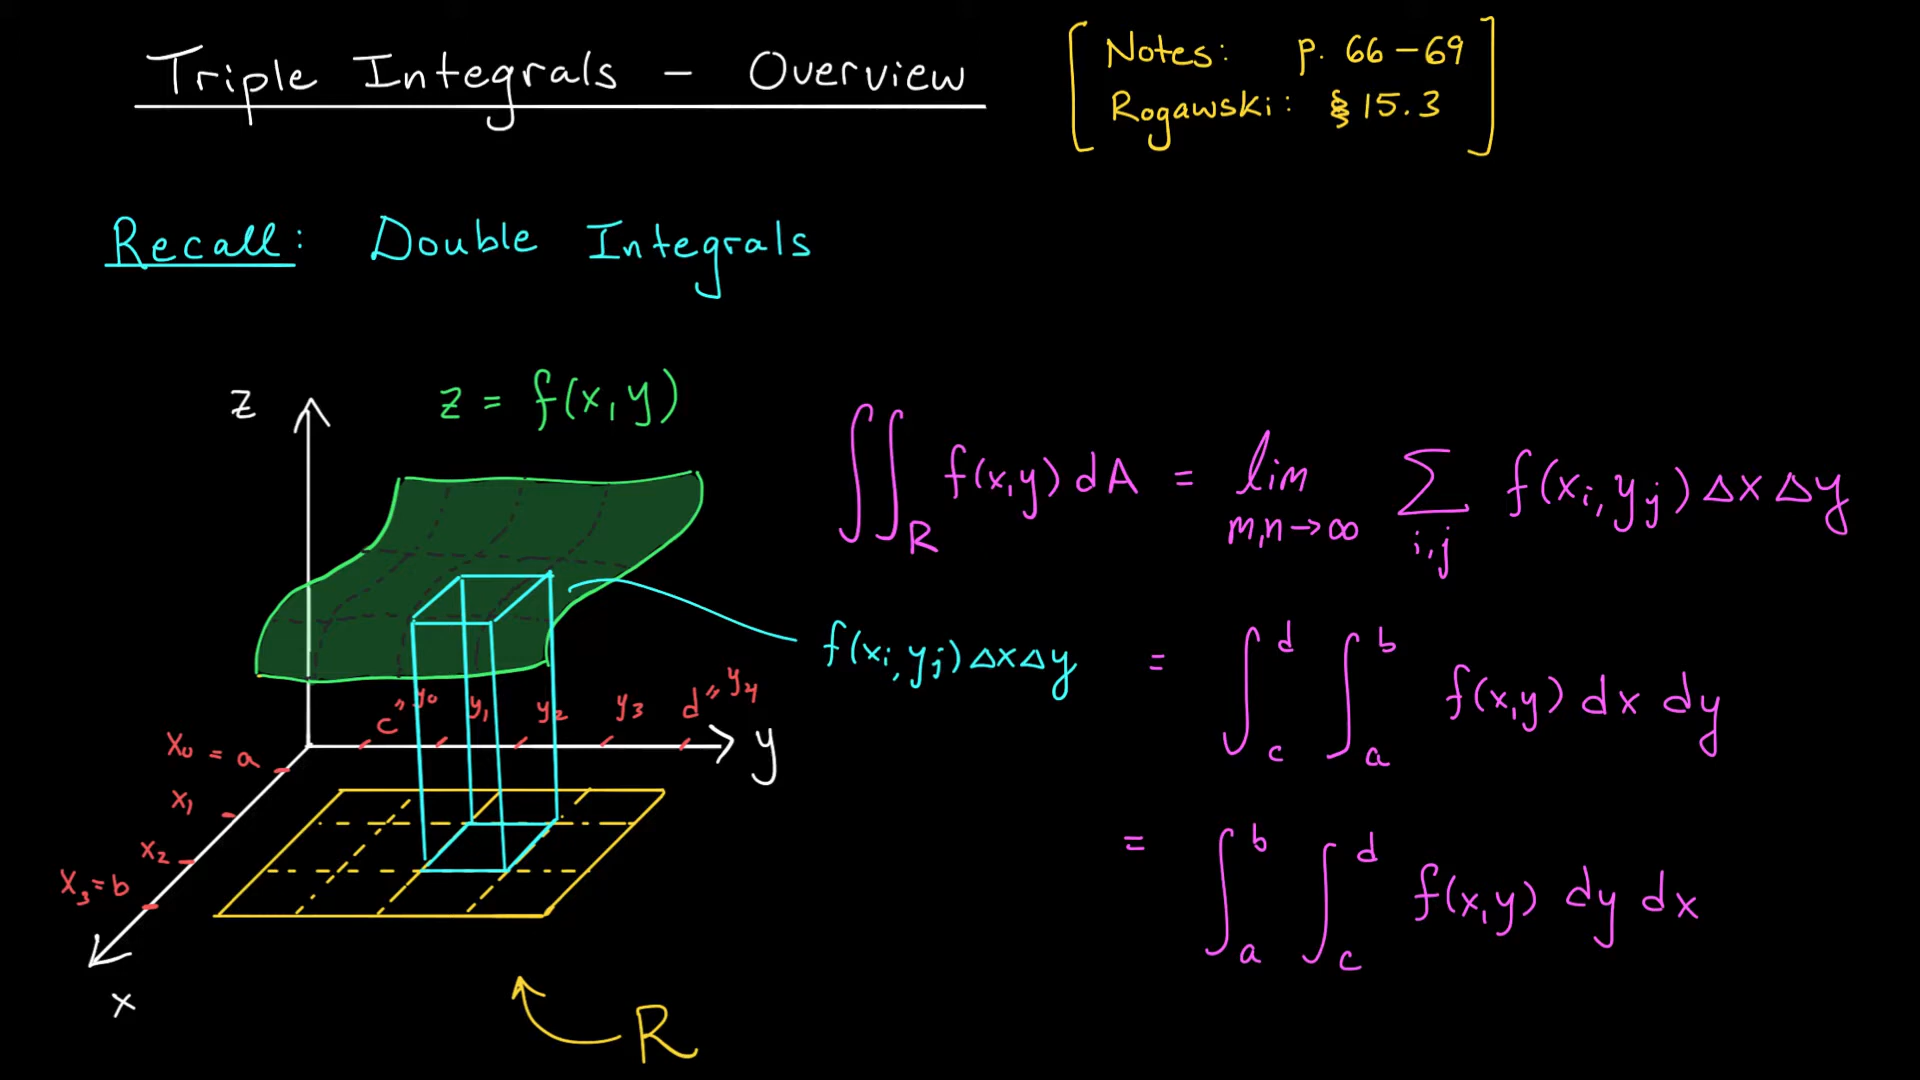 Triple Integrals - Overview
[Notes: p. 66-69
Rogawski: § 15.3]
Recall: Double Integrals
z
z = f(x,y)
∬_R f(x,y) dA = lim_{m,n→∞} ∑_{i,j} f(x_i, y_j) Δx Δy
f(x_i, y_j) Δx Δy
= ∫_c^d ∫_a^b f(x,y) dx dy
c = y_0 y_1 y_2 y_3 d = y_4
y
x_0 = a
x_1
x_2
x_3 = b
= ∫_a^b ∫_c^d f(x,y) dy dx
x
R